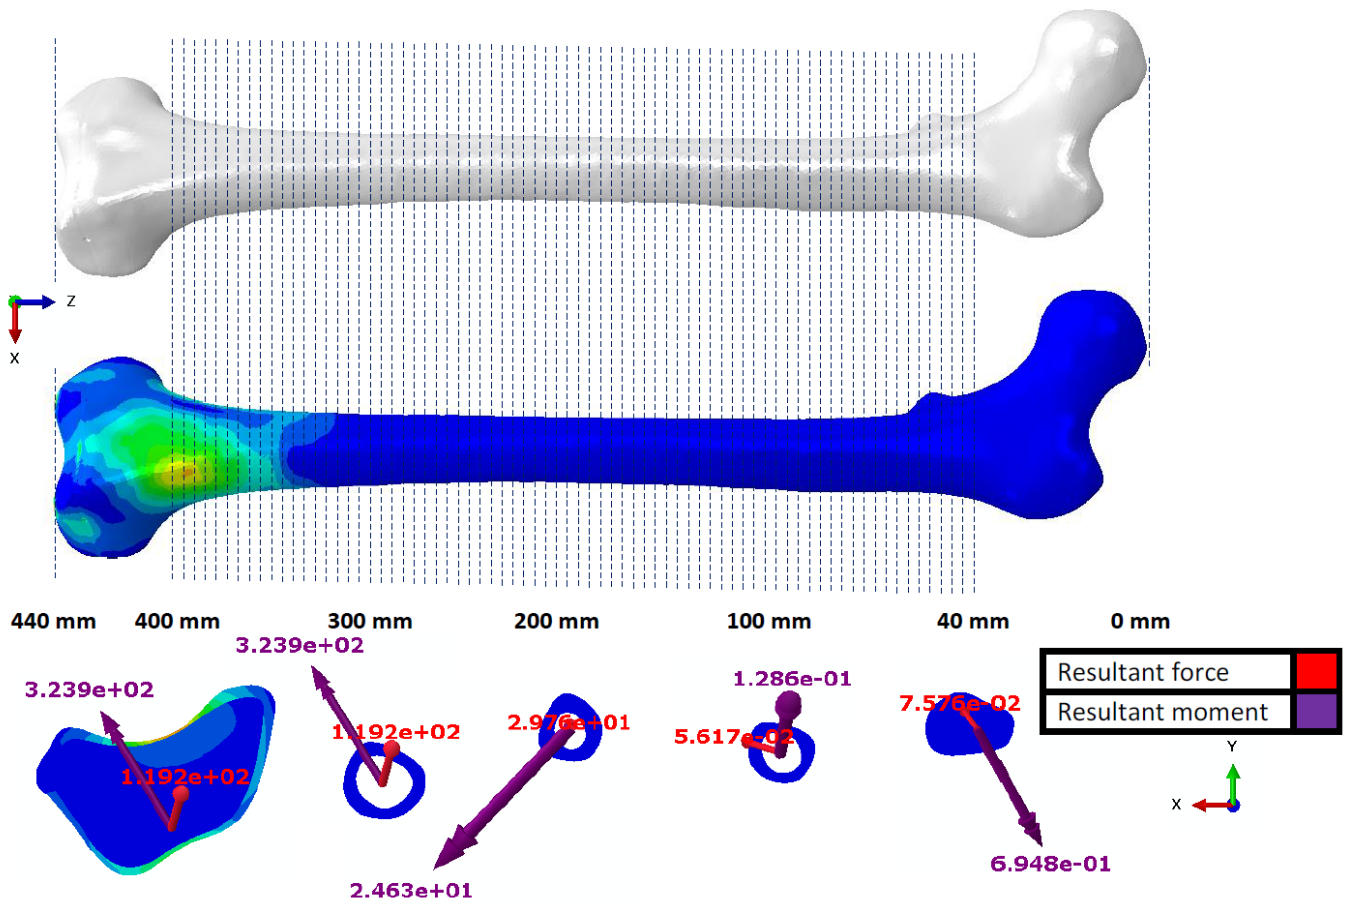 Z
X
440 mm 400 mm 300 mm 200 mm 100 mm 40 mm 0 mm
3.239e+02
3.239e+02
1.192e+02
1.192e+02
2.976e+01
2.463e+01
1.286e-01
5.617e-02
7.576e-02
6.948e-01
Resultant force
Resultant moment
Y
X